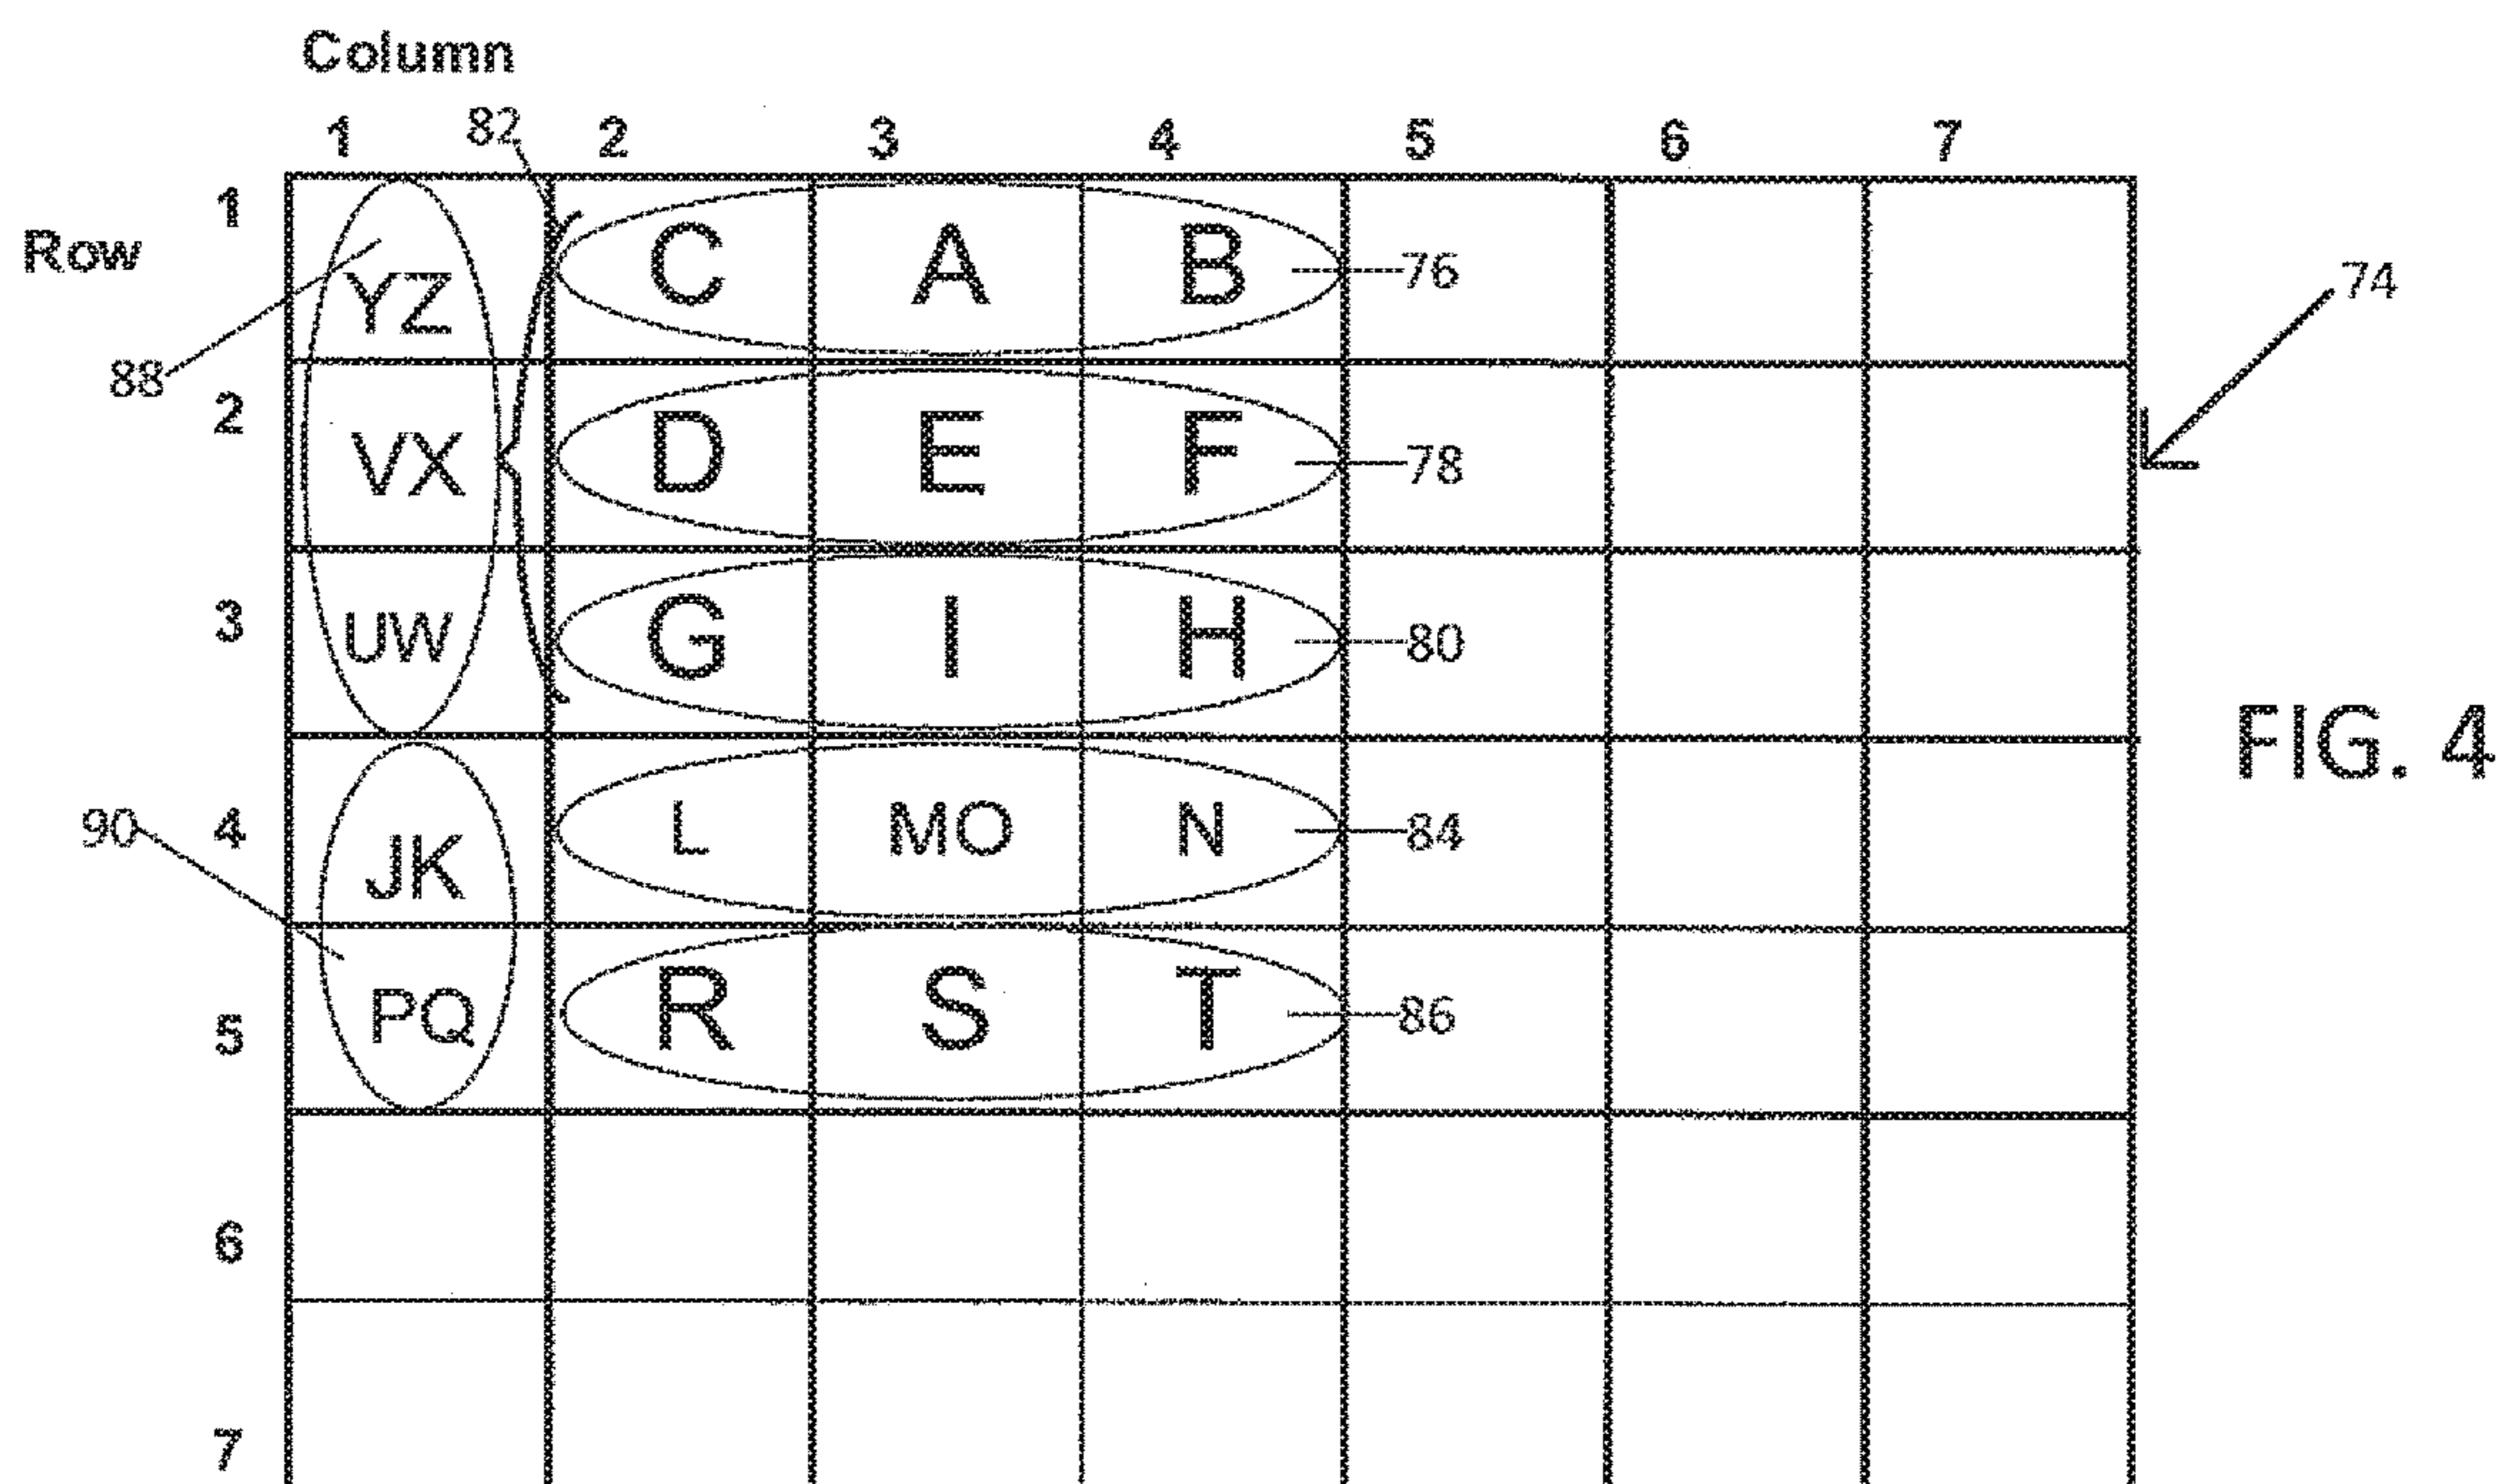 Column
1 82 2 3 4 5 6 7
1
Row
YZ C A B 76 74
88
2 VX D E F 78
3 UW G I H 80
FIG. 4
90 4 JK L MO N 84
5 PQ R S T 86
6
7